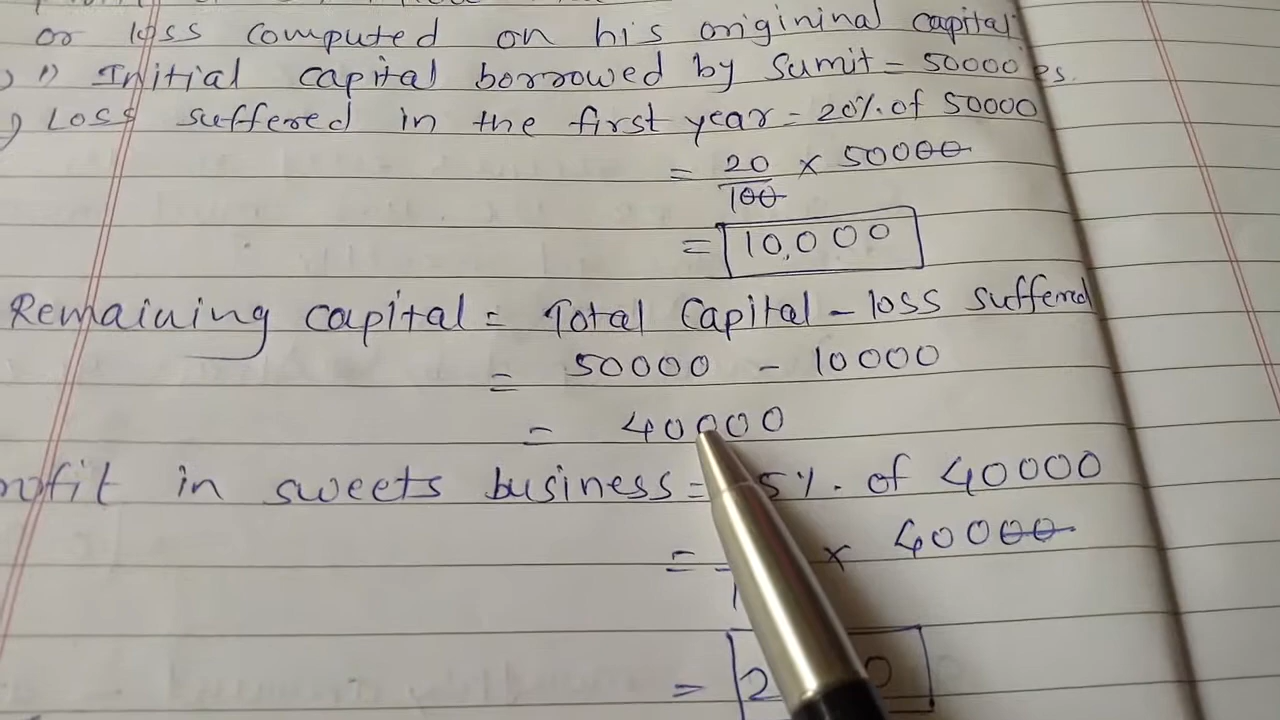 or loss computed on his origininal capital.
1) Initial capital borrowed by Sumit = 50000 Rs.
Loss suffered in the first year = 20% of 50000
= 20/100 × 50000
= 10,000
Remaining capital = Total Capital - loss suffered
= 50000 - 10000
= 40000
in sweets business = 5% of 40000
= × 40000
=